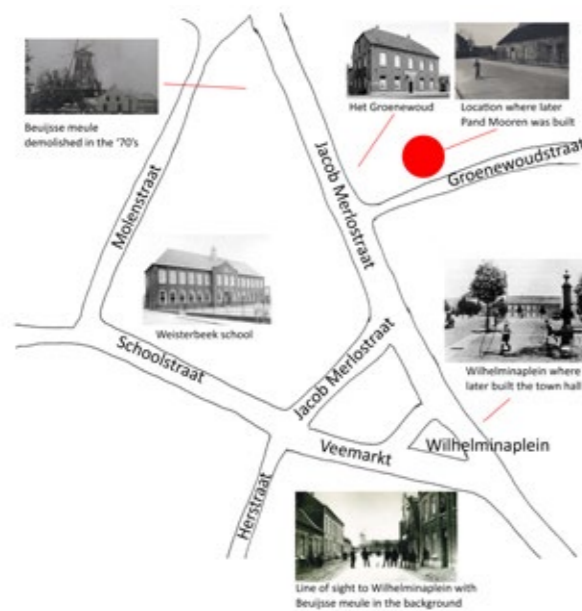 Beuijsse meule
demolished in the '70's
Het Groenewoud
Location where later
Pand Mooren was built
Groenewoudstraat
Jacob Merlostraat
Molenstraat
Weisterbeek school
Schoolstraat
Jacob Merlostraat
Wilhelminaplein where
later built the town hall
Veemarkt
Wilhelminaplein
Herstraat
Line of sight to Wilhelminaplein with
Beuijsse meule in the background